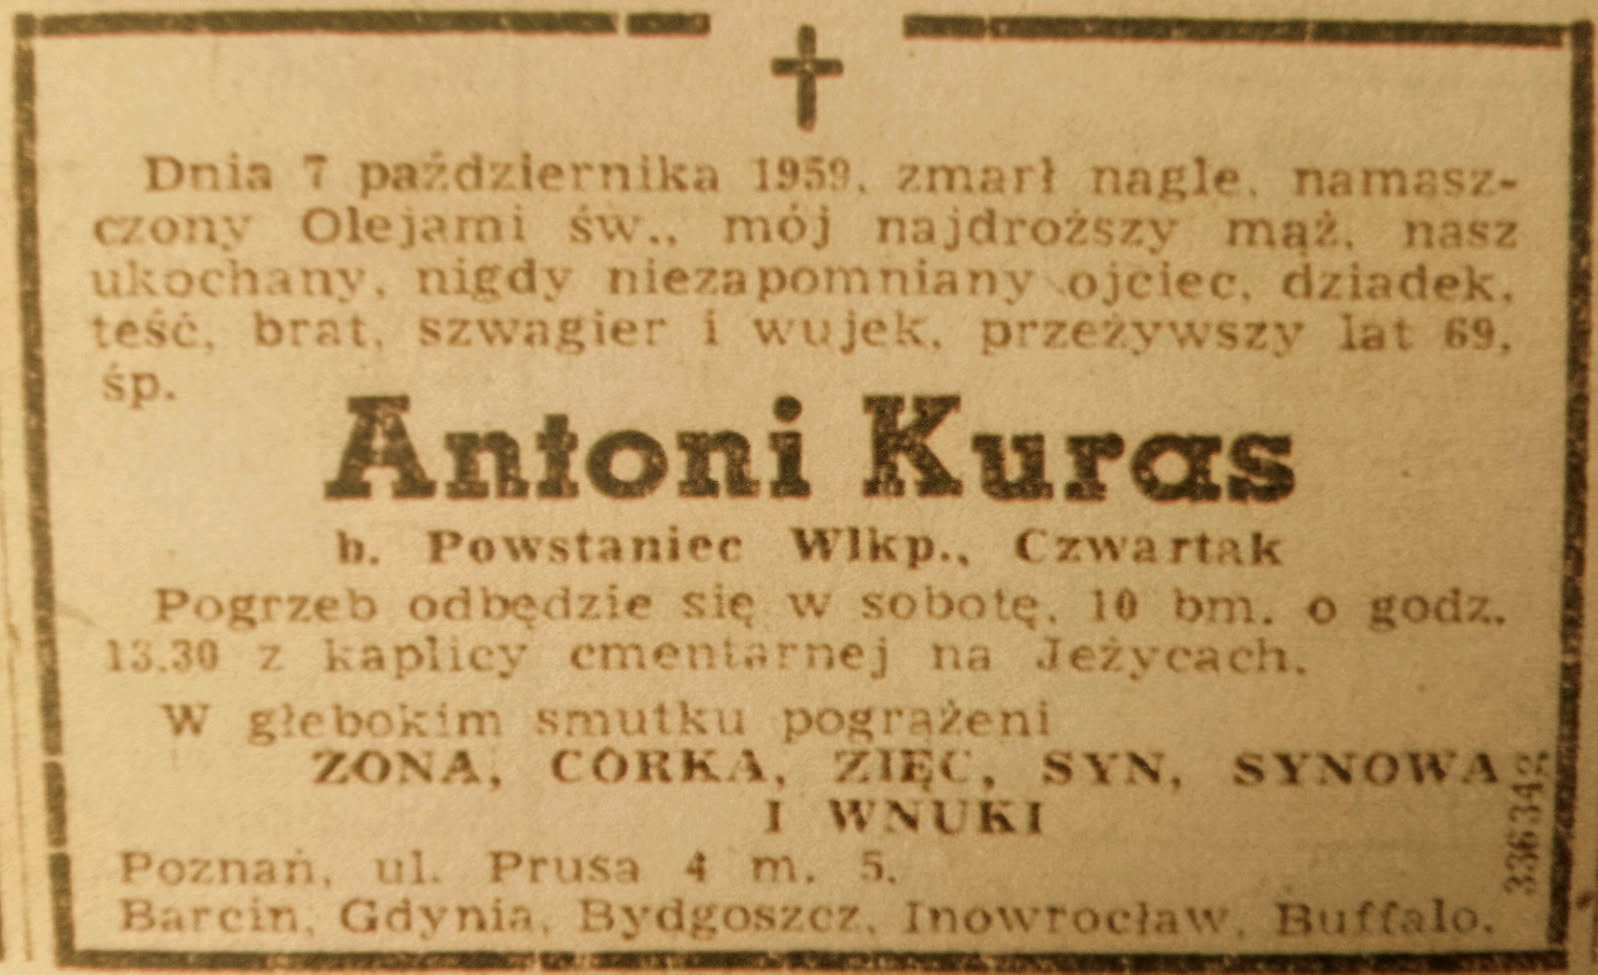 Dnia 7 października 1959. zmarł nagle, namasz-
czony Olejami św., mój najdroższy mąż, nasz
ukochany, nigdy niezapomniany ojciec, dziadek,
teść, brat, szwagier i wujek, przeżywszy lat 69,
śp.
Antoni Kuras
b. Powstaniec Wlkp., Czwartak
Pogrzeb odbędzie się w sobotę, 10 bm. o godz.
13.30 z kaplicy cmentarnej na Jeżycach.
W głebokim smutku pogrążeni
ŻONA, CÓRKA, ZIĘĆ, SYN, SYNOWA
I WNUKI
Poznań, ul. Prusa 4 m. 5.
Barcin, Gdynia, Bydgoszcz, Inowrocław, Buffalo.
336342